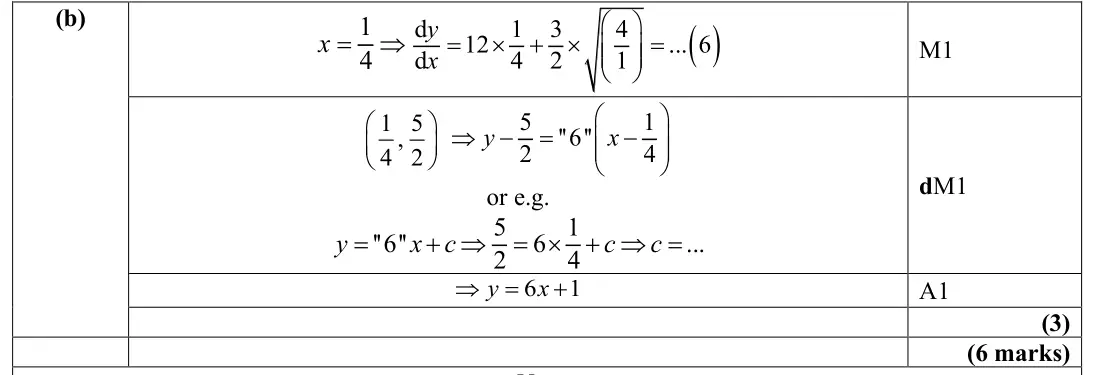 (b) x = 1/4 ⇒ dy/dx = 12 × 1/4 + 3/2 × √(4/1) = ...(6) M1
(1/4, 5/2) ⇒ y − 5/2 = "6"(x − 1/4)
or e.g.
dM1
y = "6"x + c ⇒ 5/2 = 6 × 1/4 + c ⇒ c = ...
⇒ y = 6x + 1 A1
(3)
(6 marks)